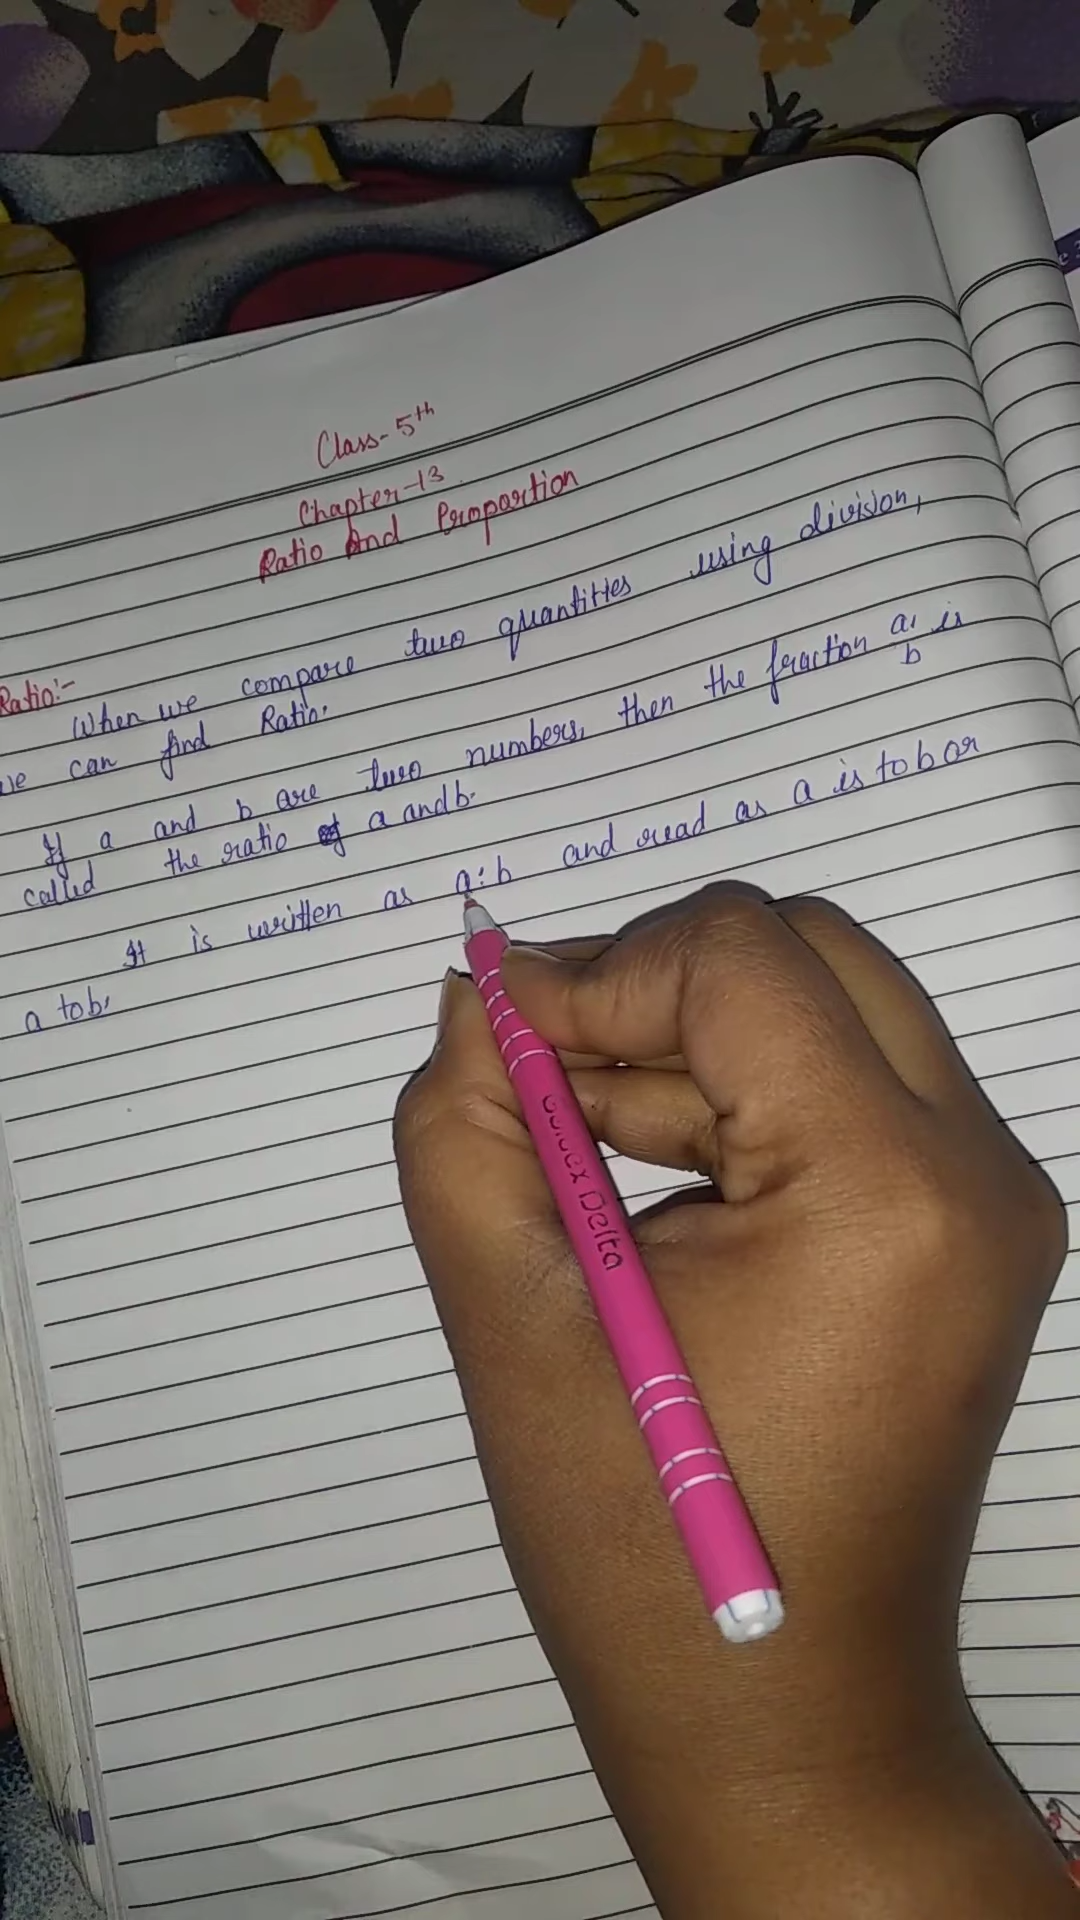 Class- 5th
Chapter-13
Ratio And Proportion
Ratio:-
When we compare two quantities using division,
we can find Ratio.
If a and b are two numbers, then the fraction a/b is
called the ratio of a and b.
It is written as a:b and read as a is to b or
a to b.
Delta